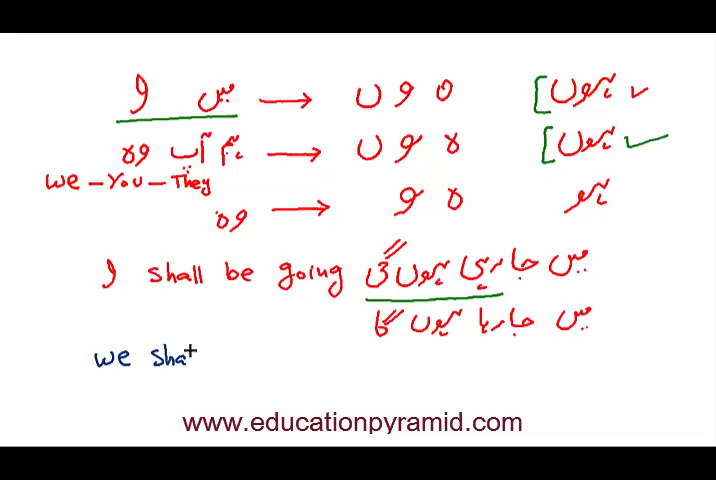 I میں → ہ و ں ہوں
ہم آپ وہ → ہ و ں ہوں
we - You - They
وہ → ہ و ہو
I shall be going میں جا رہی ہوں گی
میں جا رہا ہوں گا
we sha
www.educationpyramid.com